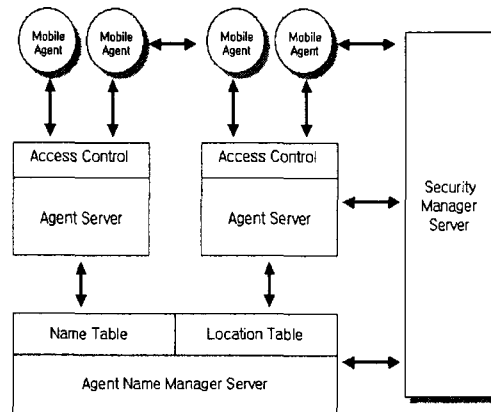 Mobile
Agent
Mobile
Agent
Mobile
Agent
Mobile
Agent
Access Control
Agent Server
Access Control
Agent Server
Security
Manager
Server
Name Table
Location Table
Agent Name Manager Server